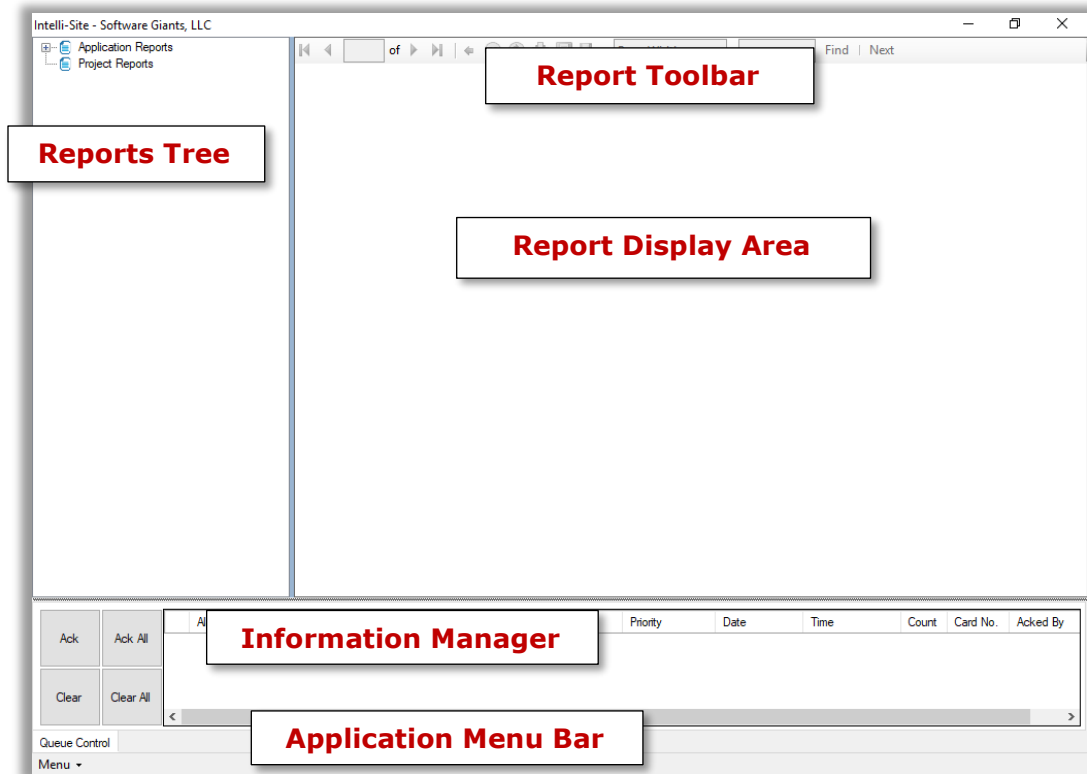 Intelli-Site - Software Giants, LLC
Application Reports
Project Reports
of
Find | Next
Report Toolbar
Reports Tree
Report Display Area
Ack
Ack All
Priority Date Time Count Card No. Acked By
Information Manager
Clear
Clear All
Application Menu Bar
Queue Control
Menu